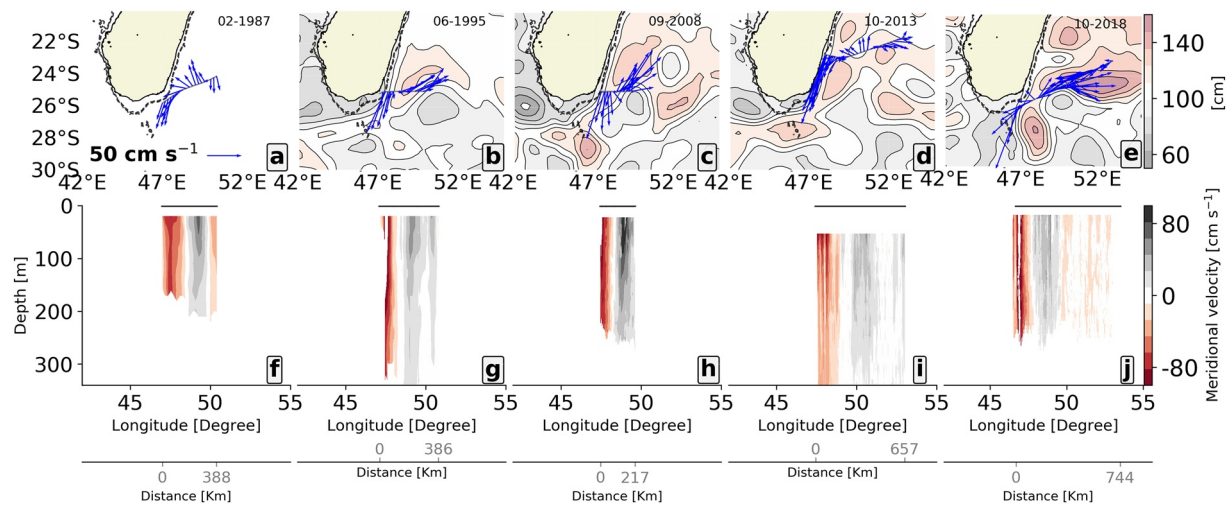 02-1987 06-1995 09-2008 10-2013 10-2018
22°S
24°S
26°S
28°S
30°S
50 cm s⁻¹
a b c d e
42°E 47°E 52°E 42°E 47°E 52°E 42°E 47°E 52°E 42°E 47°E 52°E 42°E 47°E 52°E
140
100
60
[cm]
0
100
200
300
Depth [m]
f g h i j
80
0
-80
Meridional velocity [cm s⁻¹]
45 50 55 45 50 55 45 50 55 45 50 55 45 50 55
Longitude [Degree] Longitude [Degree] Longitude [Degree] Longitude [Degree] Longitude [Degree]
0 388
Distance [Km]
0 386
Distance [Km]
0 217
Distance [Km]
0 657
Distance [Km]
0 744
Distance [Km]